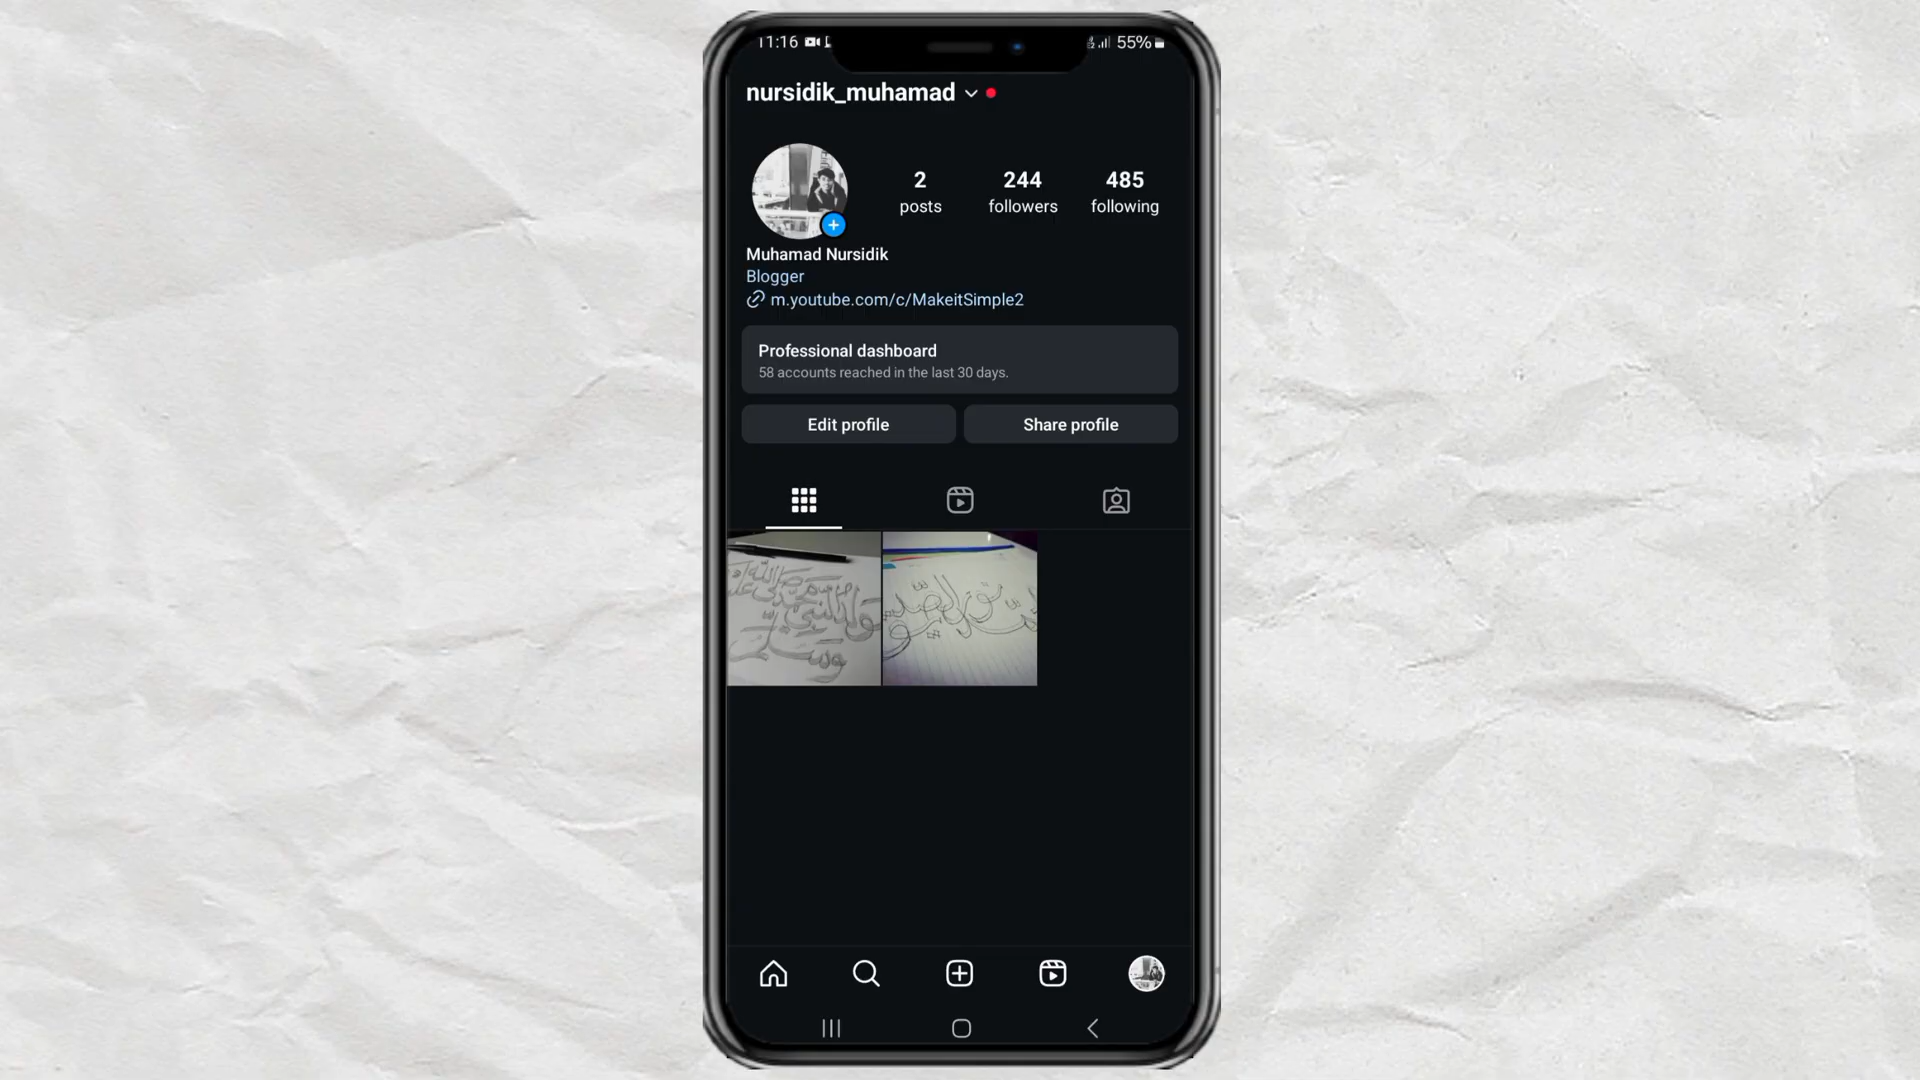 11:16
55%
nursidik_muhamad
2 244 485
posts followers following
Muhamad Nursidik
Blogger
m.youtube.com/c/MakeitSimple2
Professional dashboard
58 accounts reached in the last 30 days.
Edit profile Share profile